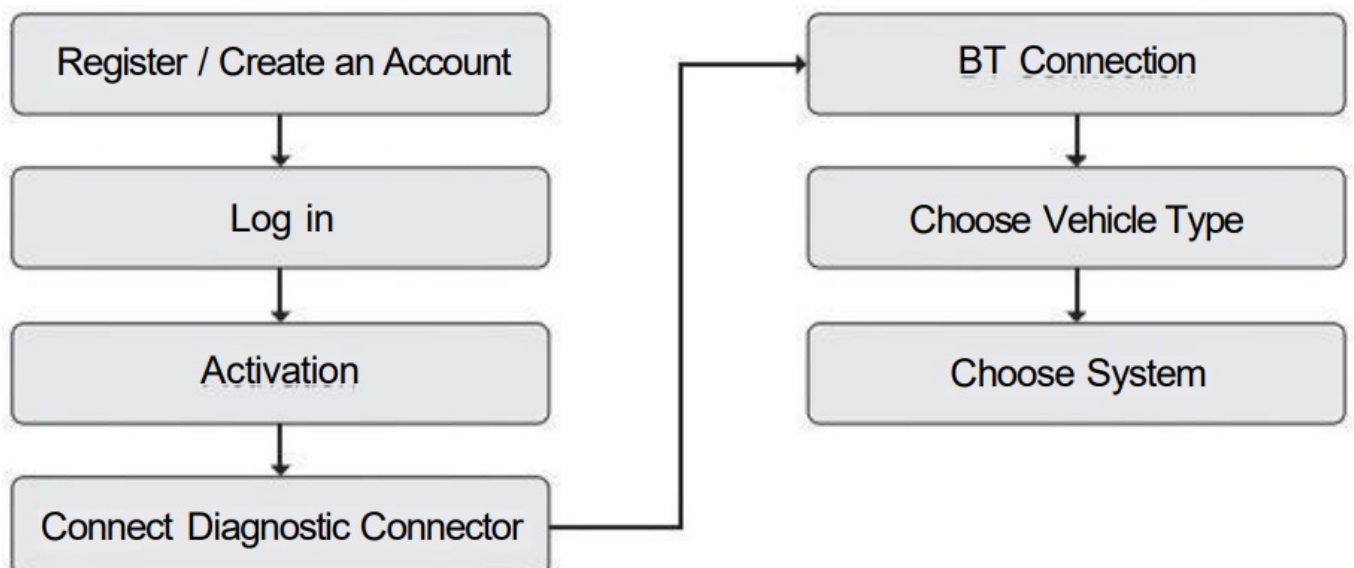 Register / Create an Account
Log in
Activation
Connect Diagnostic Connector
BT Connection
Choose Vehicle Type
Choose System